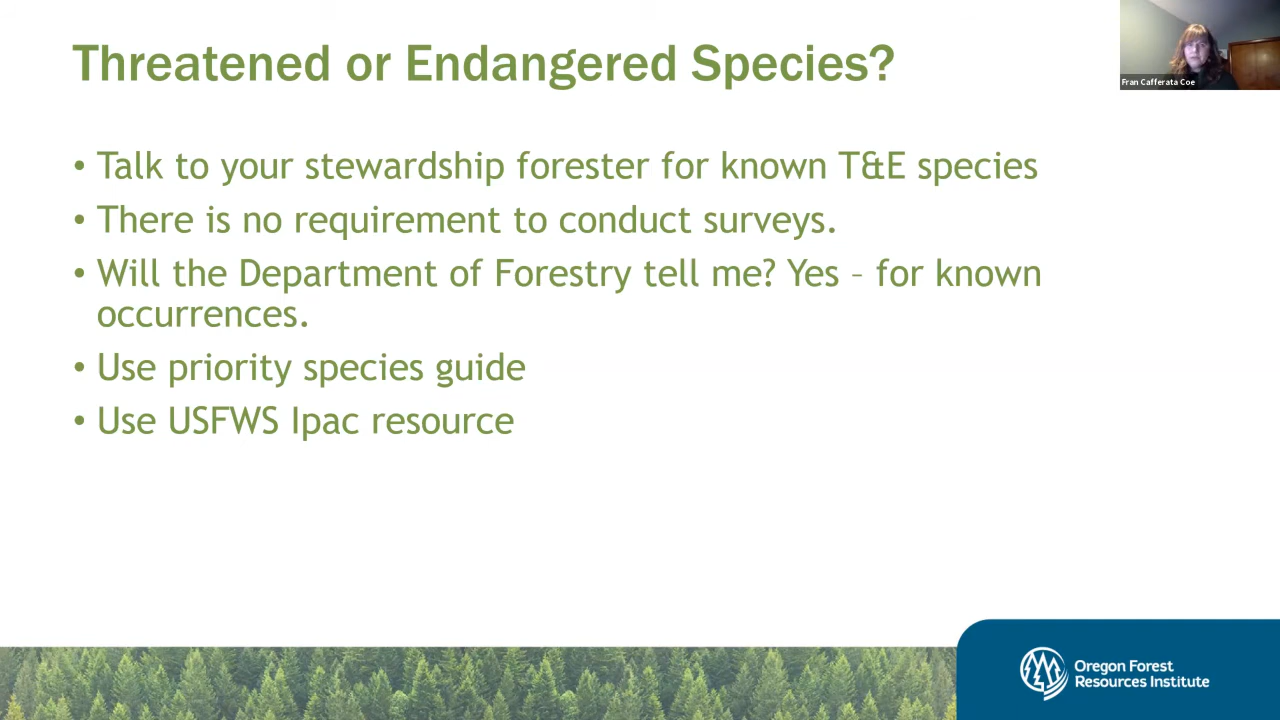 Threatened or Endangered Species?
Fran Cafferata Coe
• Talk to your stewardship forester for known T&E species
• There is no requirement to conduct surveys.
• Will the Department of Forestry tell me? Yes – for known
occurrences.
• Use priority species guide
• Use USFWS Ipac resource
Oregon Forest
Resources Institute